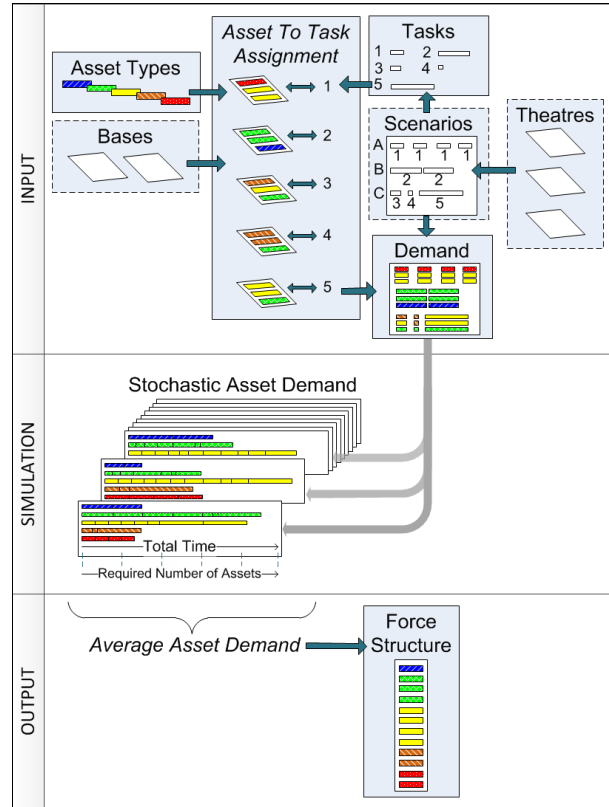 INPUT
Asset Types
Bases
Asset To Task
Assignment
1
2
3
4
5
Tasks
1 2
3 4
5
Scenarios
A
1 1 1 1
B
2 2
C
3 4 5
Theatres
Demand
SIMULATION
Stochastic Asset Demand
Total Time
Required Number of Assets
OUTPUT
Average Asset Demand
Force
Structure